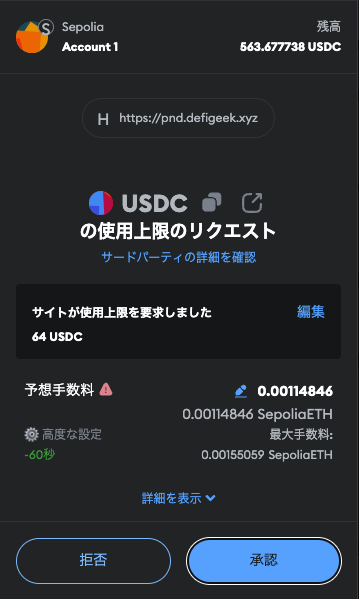 Sepolia
残高
S
Account 1
563.677738 USDC
H https://pnd.defigeek.xyz
USDC
の使用上限のリクエスト
サードパーティの詳細を確認
サイトが使用上限を要求しました
編集
64 USDC
予想手数料
0.00114846
0.00114846 SepoliaETH
高度な設定
最大手数料:
-60秒
0.00155059 SepoliaETH
詳細を表示
拒否
承認